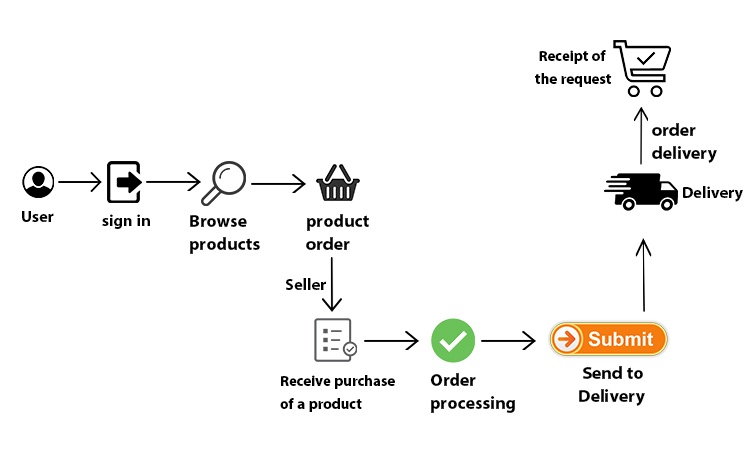 User
sign in
Browse
products
product
order
Seller
Receive purchase
of a product
Order
processing
Submit
Send to
Delivery
Delivery
order
delivery
Receipt of
the request